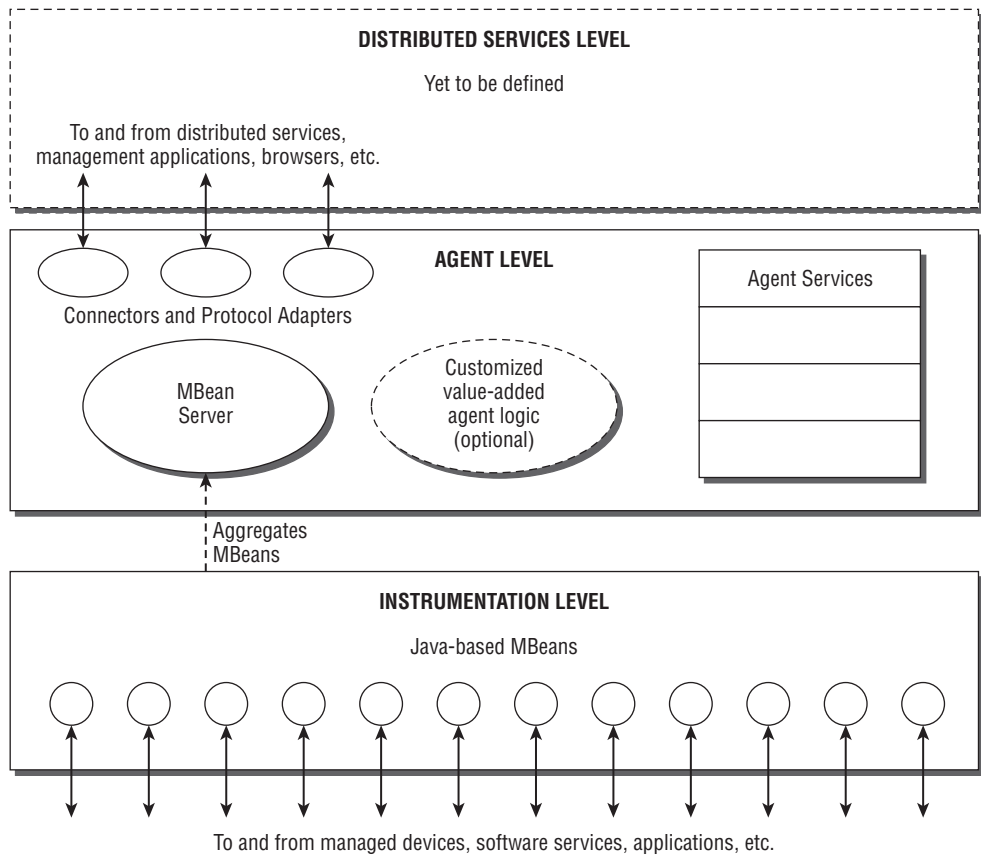 DISTRIBUTED SERVICES LEVEL
Yet to be defined
To and from distributed services,
management applications, browsers, etc.
AGENT LEVEL
Agent Services
Connectors and Protocol Adapters
MBean
Server
Customized
value-added
agent logic
(optional)
Aggregates
MBeans
INSTRUMENTATION LEVEL
Java-based MBeans
To and from managed devices, software services, applications, etc.